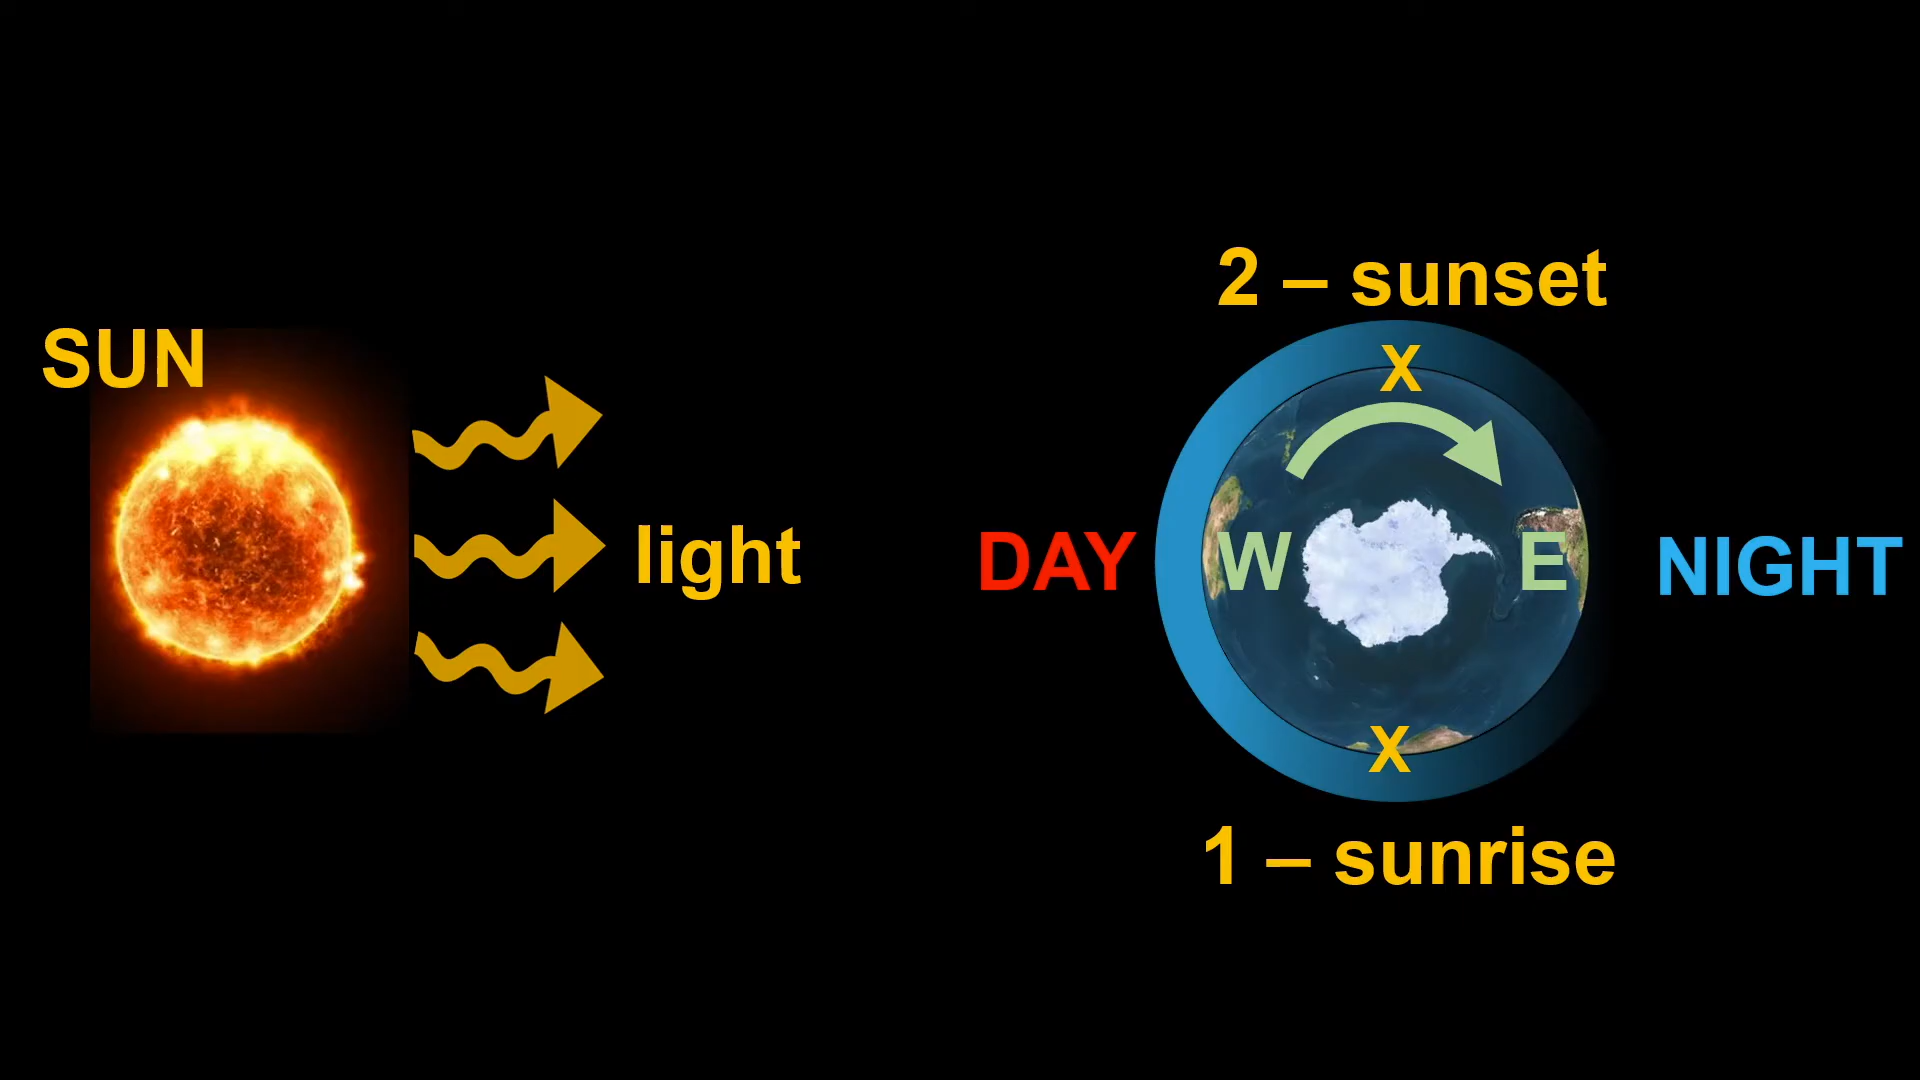 SUN
light
DAY
2 – sunset
X
W
E
X
1 – sunrise
NIGHT